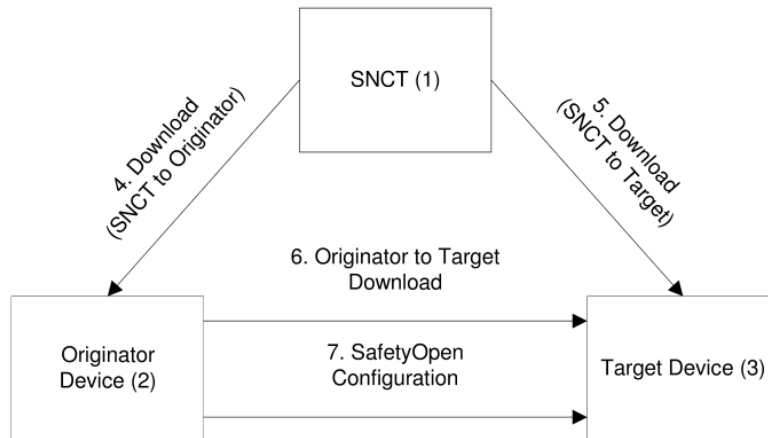 SNCT (1)
4. Download
(SNCT to Originator)
5. Download
(SNCT to Target)
6. Originator to Target
Download
Originator
Device (2)
7. SafetyOpen
Configuration
Target Device (3)